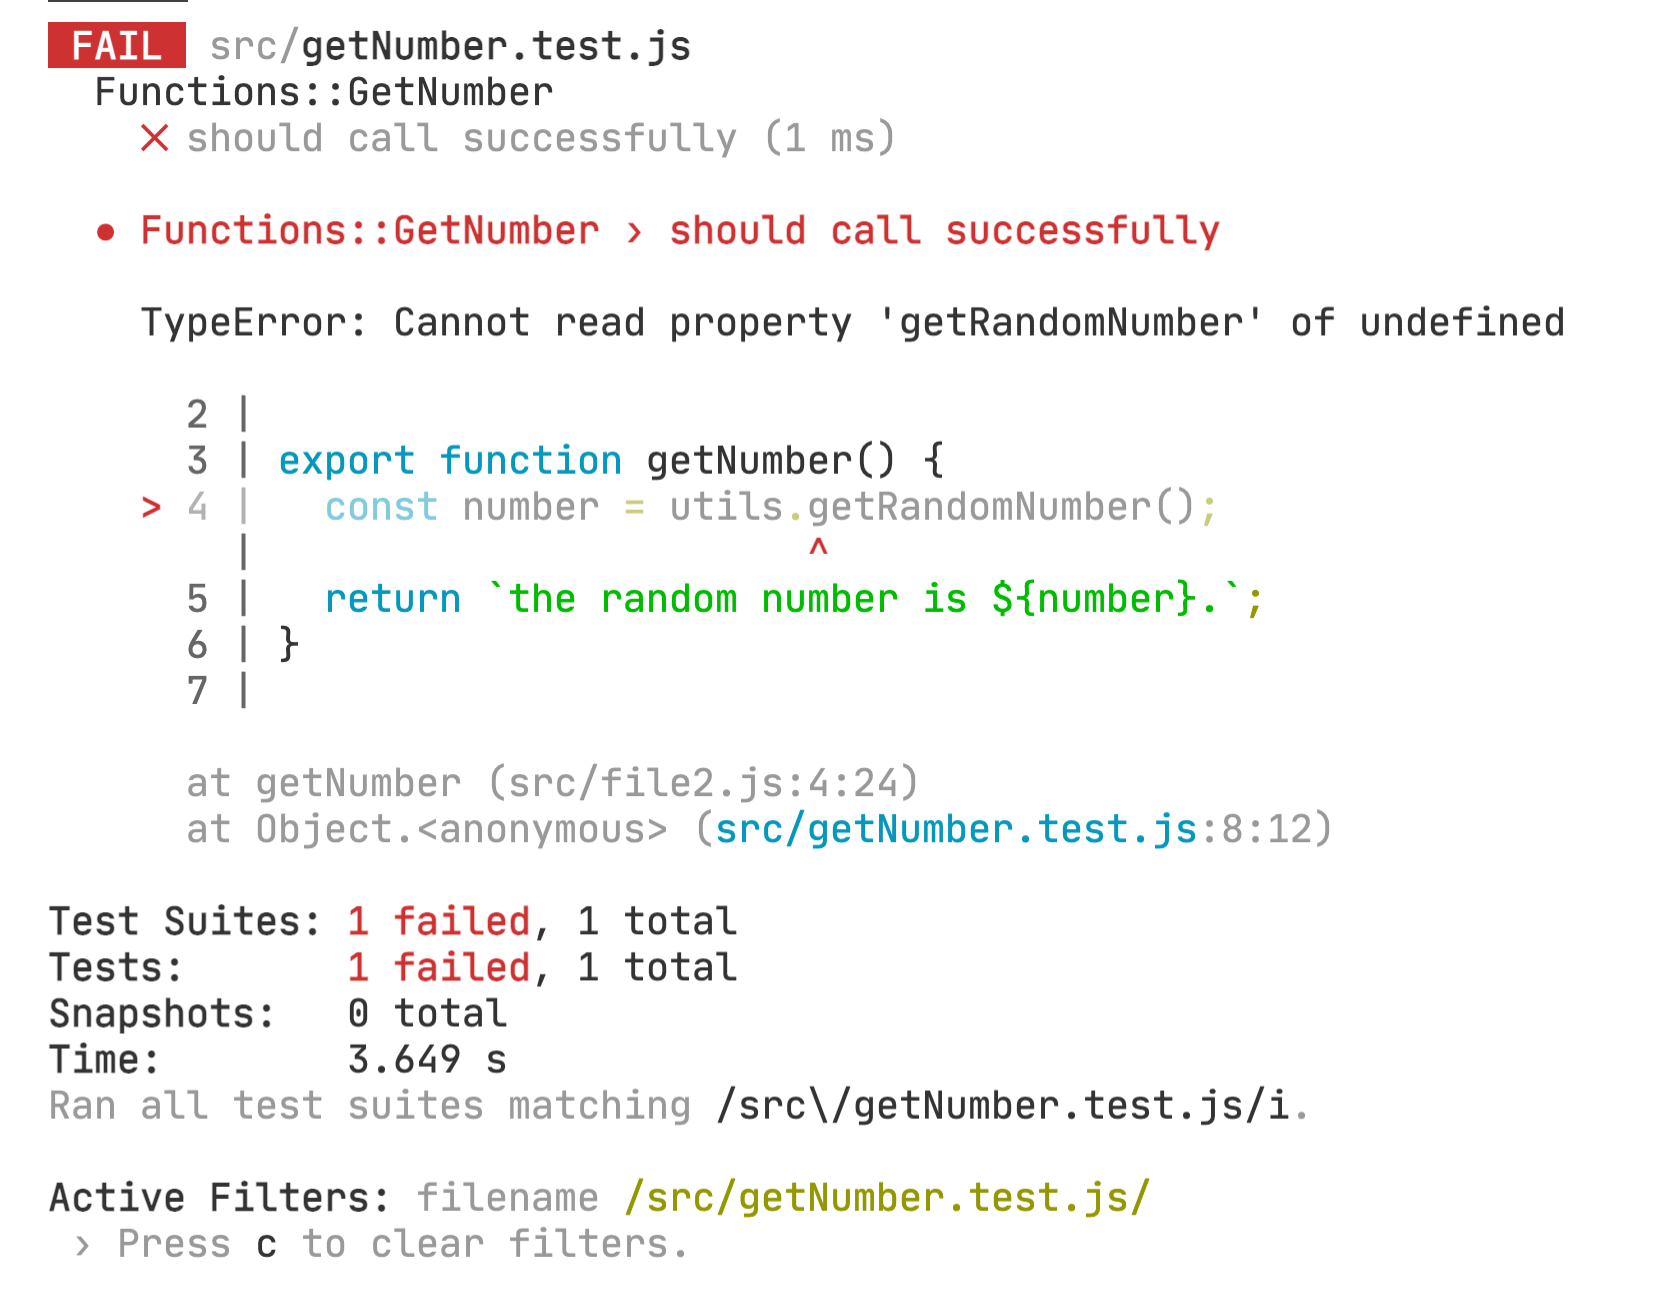 FAIL src/getNumber.test.js
Functions::GetNumber
✕ should call successfully (1 ms)
● Functions::GetNumber › should call successfully
TypeError: Cannot read property 'getRandomNumber' of undefined
2 |
3 | export function getNumber() {
> 4 | const number = utils.getRandomNumber();
| ^
5 | return `the random number is ${number}.`;
6 | }
7 |
at getNumber (src/file2.js:4:24)
at Object.<anonymous> (src/getNumber.test.js:8:12)
Test Suites: 1 failed, 1 total
Tests: 1 failed, 1 total
Snapshots: 0 total
Time: 3.649 s
Ran all test suites matching /src\/getNumber.test.js/i.
Active Filters: filename /src/getNumber.test.js/
› Press c to clear filters.